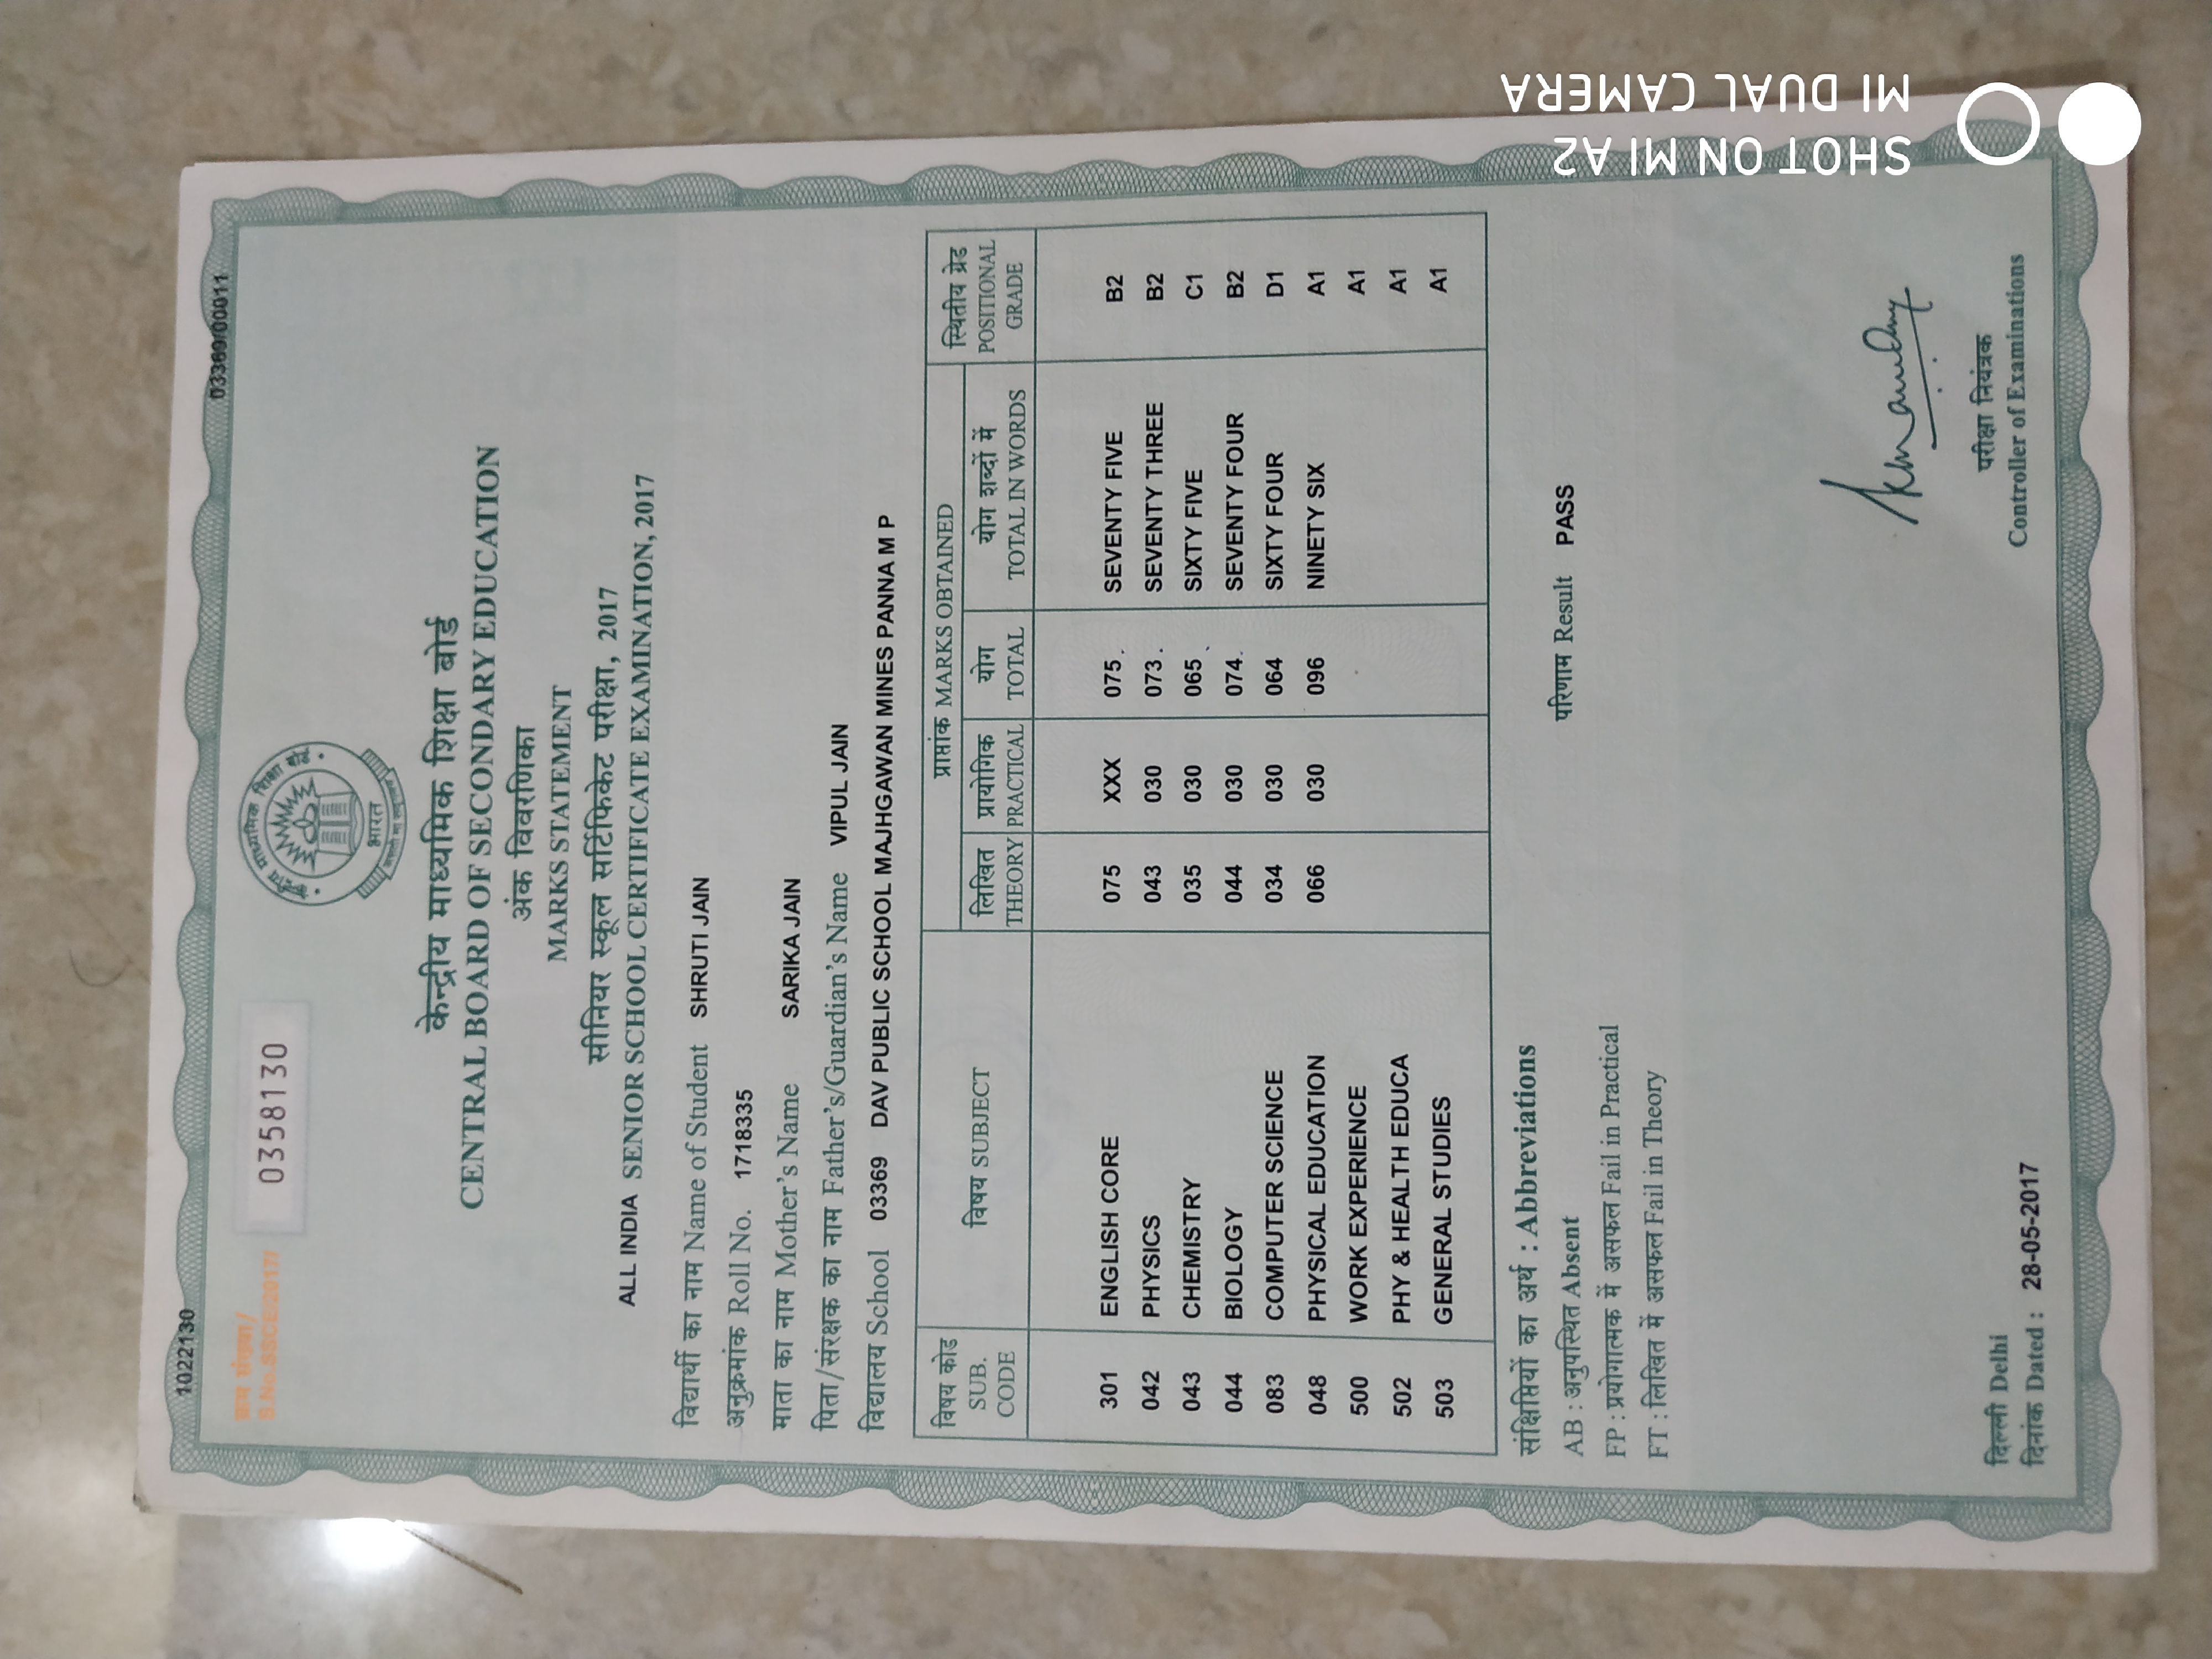 1022130
03369/00011
क्रम संख्या/
S.No.SSCE/2017/ 03581130
केन्द्रीय माध्यमिक शिक्षा बोर्ड
भारत
केन्द्रीय माध्यमिक शिक्षा बोर्ड
CENTRAL BOARD OF SECONDARY EDUCATION
अंक विवरणिका
MARKS STATEMENT
सीनियर स्कूल सर्टिफिकेट परीक्षा, 2017
ALL INDIA SENIOR SCHOOL CERTIFICATE EXAMINATION, 2017
विद्यार्थी का नाम Name of Student SHRUTI JAIN
अनुक्रमांक Roll No. 1718335
माता का नाम Mother's Name SARIKA JAIN
पिता/संरक्षक का नाम Father's/Guardian's Name VIPUL JAIN
विद्यालय School 03369 DAV PUBLIC SCHOOL MAJHGAWAN MINES PANNA M P
विषय कोड विषय SUBJECT प्राप्तांक MARKS OBTAINED स्थितीय ग्रेड
SUB. लिखित प्रायोगिक योग योग शब्दों में POSITIONAL
CODE THEORY PRACTICAL TOTAL TOTAL IN WORDS GRADE
301 ENGLISH CORE 075 XXX 075 SEVENTY FIVE B2
042 PHYSICS 043 030 073 SEVENTY THREE B2
043 CHEMISTRY 035 030 065 SIXTY FIVE C1
044 BIOLOGY 044 030 074 SEVENTY FOUR B2
083 COMPUTER SCIENCE 034 030 064 SIXTY FOUR D1
048 PHYSICAL EDUCATION 066 030 096 NINETY SIX A1
500 WORK EXPERIENCE A1
502 PHY & HEALTH EDUCA A1
503 GENERAL STUDIES A1
संक्षिप्तियों का अर्थ : Abbreviations
AB : अनुपस्थित Absent परिणाम Result PASS
FP : प्रयोगात्मक में असफल Fail in Practical
FT : लिखित में असफल Fail in Theory
दिल्ली Delhi
दिनांक Dated : 28-05-2017
परीक्षा नियंत्रक
Controller of Examinations
SHOT ON MI A2
MI DUAL CAMERA